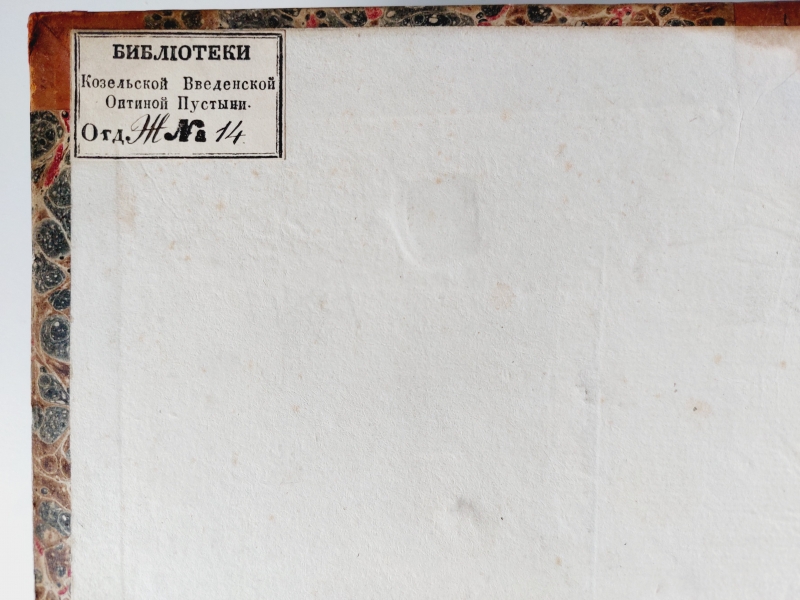 БИБЛІОТЕКИ
Козельской Введенской
Оптиной Пустыни.
Отд. Ж № 14